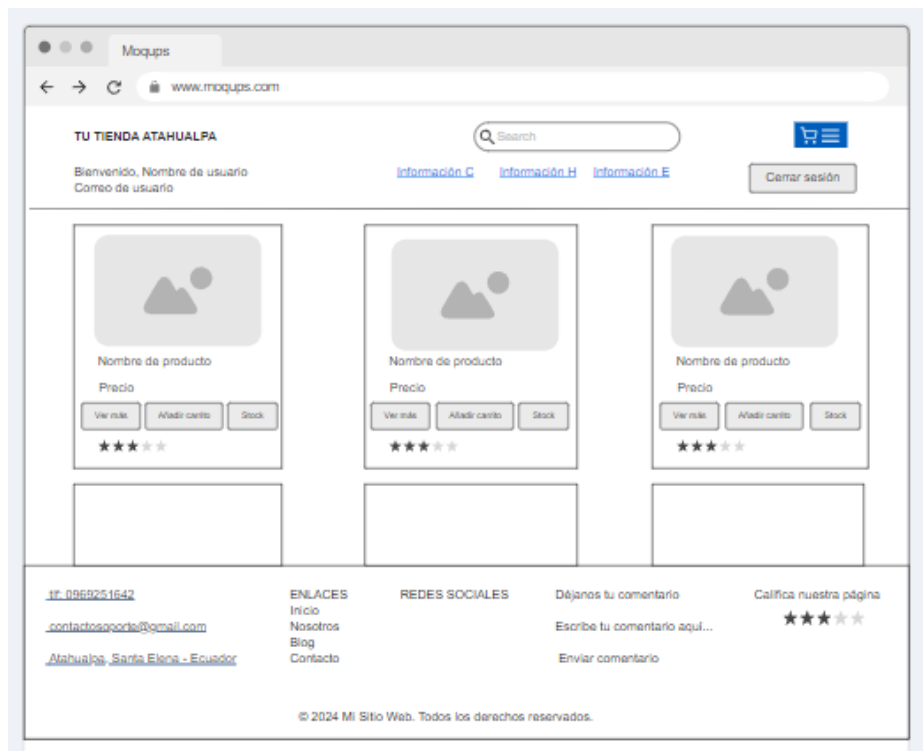 Moqups
www.moqups.com
TU TIENDA ATAHUALPA
Search
Bienvenido, Nombre de usuario
Correo de usuario
Información C
Información H
Información E
Cerrar sesión
Nombre de producto
Precio
Ver más
Añadir carrito
Stock
Nombre de producto
Precio
Ver más
Añadir carrito
Stock
Nombre de producto
Precio
Ver más
Añadir carrito
Stock
tlf: 0969251642
contactosoporte@gmail.com
Atahualpa, Santa Elena - Ecuador
ENLACES
Inicio
Nosotros
Blog
Contacto
REDES SOCIALES
Déjanos tu comentario
Escribe tu comentario aquí...
Enviar comentario
Califica nuestra página
© 2024 Mi Sitio Web. Todos los derechos reservados.